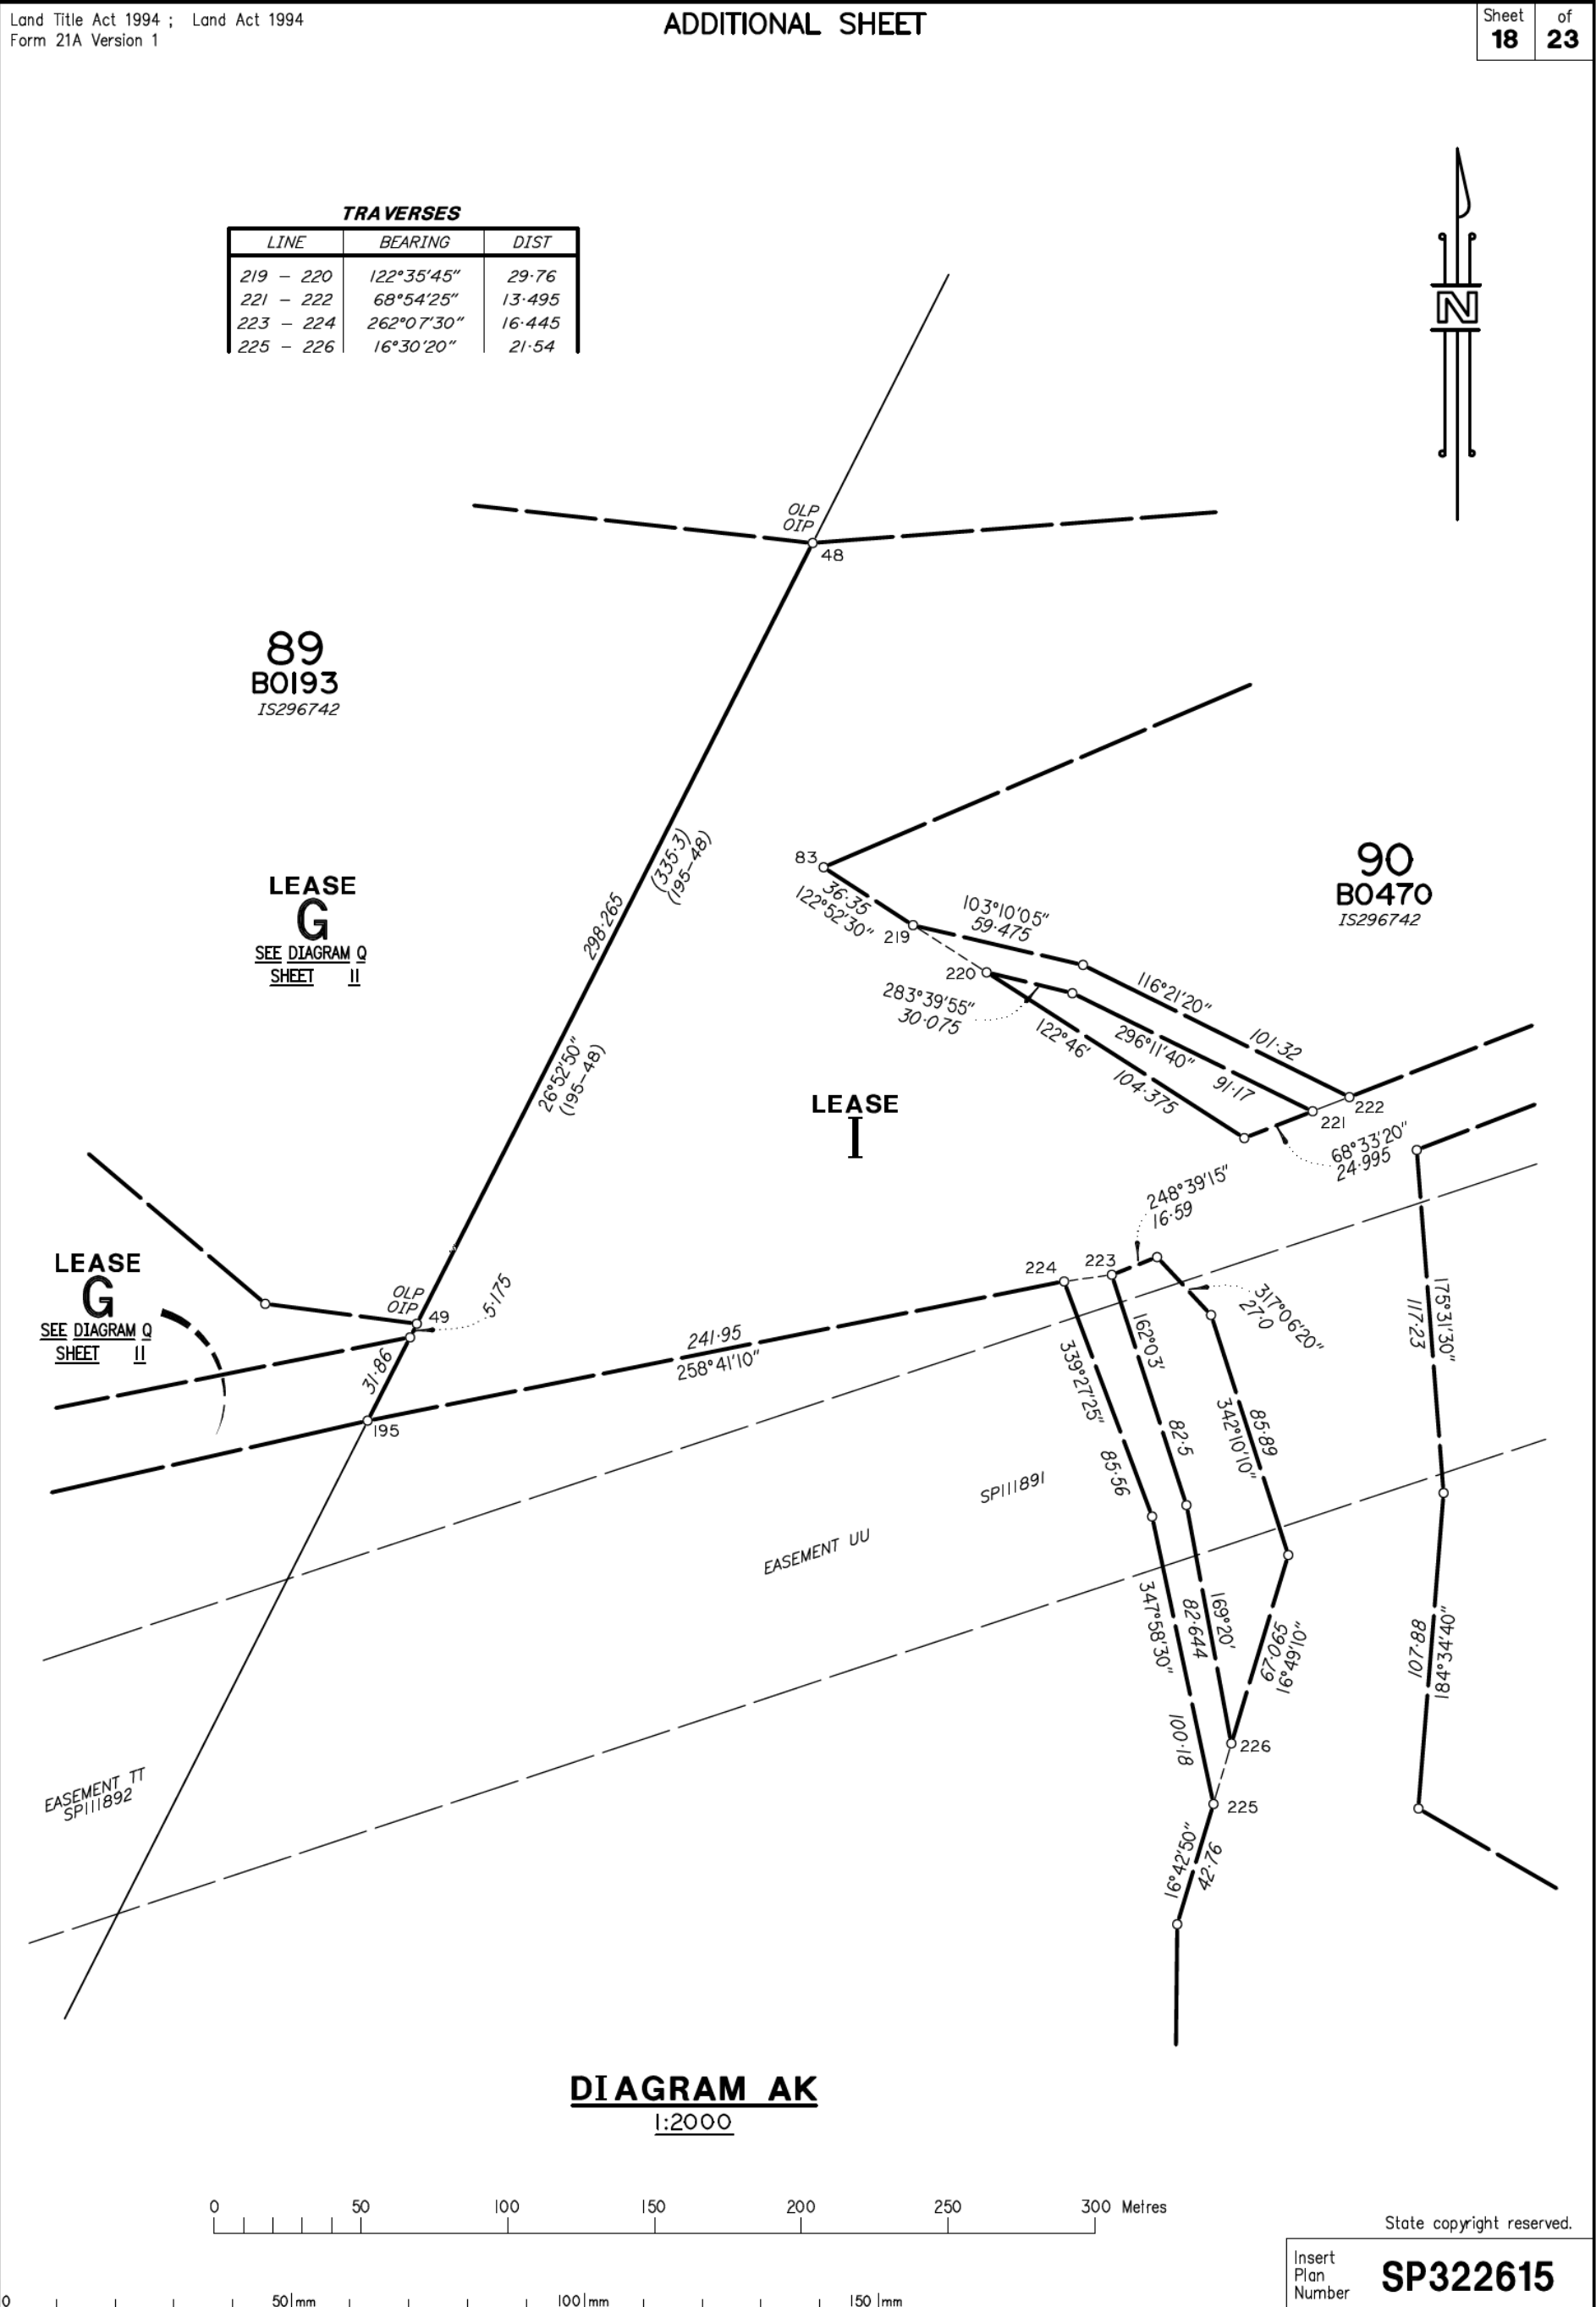 Land Title Act 1994 ; Land Act 1994
Form 21A Version 1
ADDITIONAL SHEET
Sheet of
18 23
TRAVERSES
LINE BEARING DIST
219 – 220 122°35'45" 29·76
221 – 222 68°54'25" 13·495
223 – 224 262°07'30" 16·445
225 – 226 16°30'20" 21·54
N
OLP
OIP
48
89
B0193
IS296742
(335·3)
(195–48)
298·265
83
36·35
122°52'30"
219
103°10'05"
59·475
90
B0470
IS296742
LEASE
G
SEE DIAGRAM Q
SHEET 11
220
283°39'55"
30·075
116°21'20"
101·32
122°46'
104·375
296°11'40"
91·17
26°52'50"
(195–48)
LEASE
I
222
221
68°33'20"
24·995
248°39'15"
16·59
LEASE
G
SEE DIAGRAM Q
SHEET 11
OLP
OIP
49
5·175
31·86
195
241·95
258°41'10"
224
223
317°06'20"
27·0
175°31'30"
117·23
339°27'25"
85·56
162°03'
82·5
85·89
342°10'10"
SP111891
EASEMENT UU
347°58'30"
100·18
169°20'
82·644
67·065
16°49'10"
107·88
184°34'40"
226
225
EASEMENT TT
SP111892
16°42'50"
42·76
DIAGRAM AK
1:2000
0 50 100 150 200 250 300 Metres
State copyright reserved.
Insert
Plan
Number
SP322615
0 50 mm 100 mm 150 mm